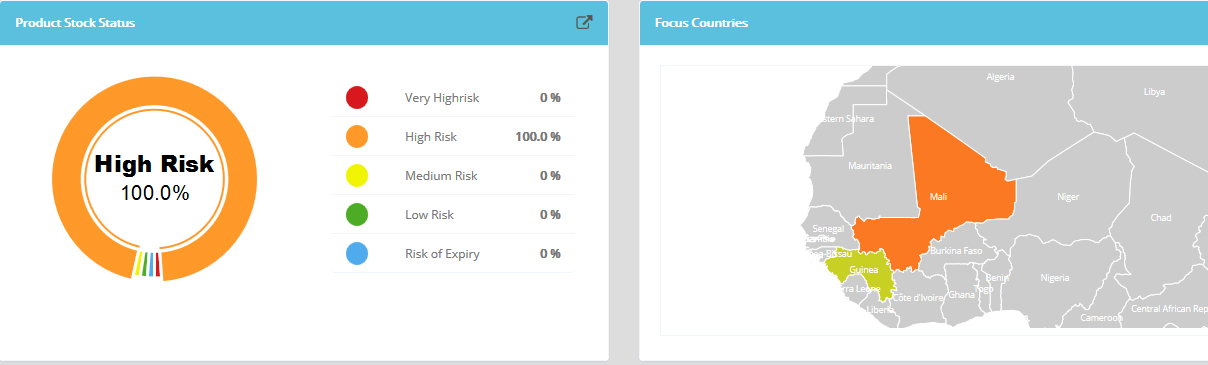 Product Stock Status
High Risk
100.0%
Very Highrisk 0 %
High Risk 100.0 %
Medium Risk 0 %
Low Risk 0 %
Risk of Expiry 0 %
Focus Countries
Algeria
Libya
stern Sahara
Mauritania
Mali
Niger
Chad
Senegal
Burkina Faso
Guinea
Benin
Nigeria
Togo
Ghana
Côte d'Ivoire
rra Leone
Liberia
Central African Rep
Cameroon